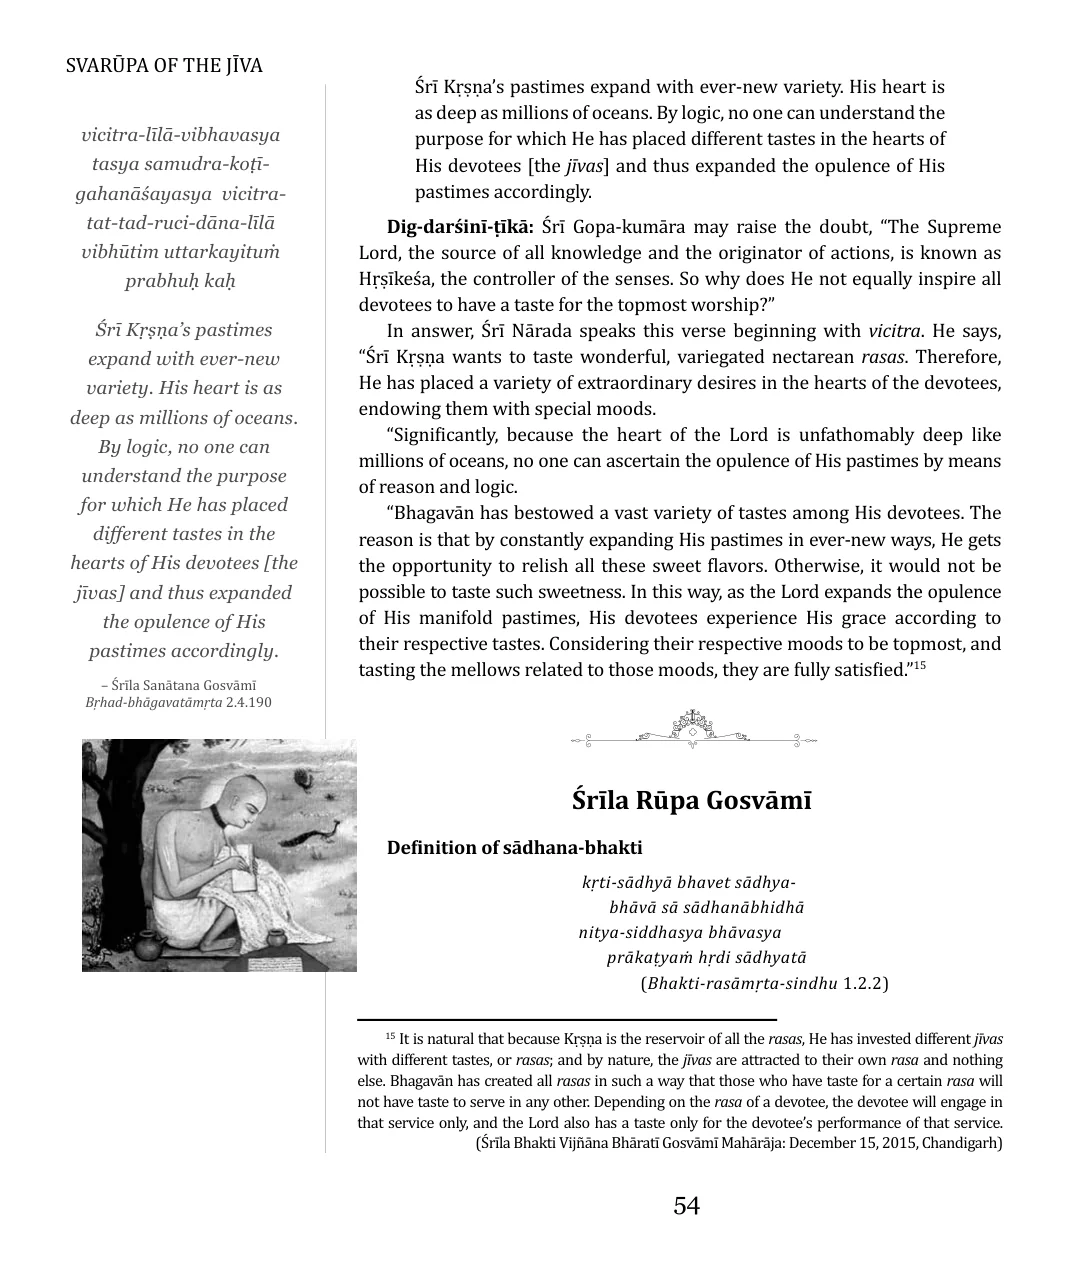 SVARŪPA OF THE JĪVA
vicitra-līlā-vibhavasya
tasya samudra-koṭī-
gahanāśayasya vicitra-
tat-tad-ruci-dāna-līlā
vibhūtim uttarkayituṁ
prabhuḥ kaḥ
Śrī Kṛṣṇa’s pastimes
expand with ever-new
variety. His heart is as
deep as millions of oceans.
By logic, no one can
understand the purpose
for which He has placed
different tastes in the
hearts of His devotees [the
jīvas] and thus expanded
the opulence of His
pastimes accordingly.
– Śrīla Sanātana Gosvāmī
Bṛhad-bhāgavatāmṛta 2.4.190
Śrī Kṛṣṇa’s pastimes expand with ever-new variety. His heart is
as deep as millions of oceans. By logic, no one can understand the
purpose for which He has placed different tastes in the hearts of
His devotees [the jīvas] and thus expanded the opulence of His
pastimes accordingly.
Dig-darśinī-ṭīkā: Śrī Gopa-kumāra may raise the doubt, “The Supreme
Lord, the source of all knowledge and the originator of actions, is known as
Hṛṣīkeśa, the controller of the senses. So why does He not equally inspire all
devotees to have a taste for the topmost worship?”
In answer, Śrī Nārada speaks this verse beginning with vicitra. He says,
“Śrī Kṛṣṇa wants to taste wonderful, variegated nectarean rasas. Therefore,
He has placed a variety of extraordinary desires in the hearts of the devotees,
endowing them with special moods.
“Significantly, because the heart of the Lord is unfathomably deep like
millions of oceans, no one can ascertain the opulence of His pastimes by means
of reason and logic.
“Bhagavān has bestowed a vast variety of tastes among His devotees. The
reason is that by constantly expanding His pastimes in ever-new ways, He gets
the opportunity to relish all these sweet flavors. Otherwise, it would not be
possible to taste such sweetness. In this way, as the Lord expands the opulence
of His manifold pastimes, His devotees experience His grace according to
their respective tastes. Considering their respective moods to be topmost, and
tasting the mellows related to those moods, they are fully satisfied.”15
Śrīla Rūpa Gosvāmī
Definition of sādhana-bhakti
kṛti-sādhyā bhavet sādhya-
bhāvā sā sādhanābhidhā
nitya-siddhasya bhāvasya
prākaṭyaṁ hṛdi sādhyatā
(Bhakti-rasāmṛta-sindhu 1.2.2)
15 It is natural that because Kṛṣṇa is the reservoir of all the rasas, He has invested different jīvas
with different tastes, or rasas; and by nature, the jīvas are attracted to their own rasa and nothing
else. Bhagavān has created all rasas in such a way that those who have taste for a certain rasa will
not have taste to serve in any other. Depending on the rasa of a devotee, the devotee will engage in
that service only, and the Lord also has a taste only for the devotee’s performance of that service.
(Śrīla Bhakti Vijñāna Bhāratī Gosvāmī Mahārāja: December 15, 2015, Chandigarh)
54